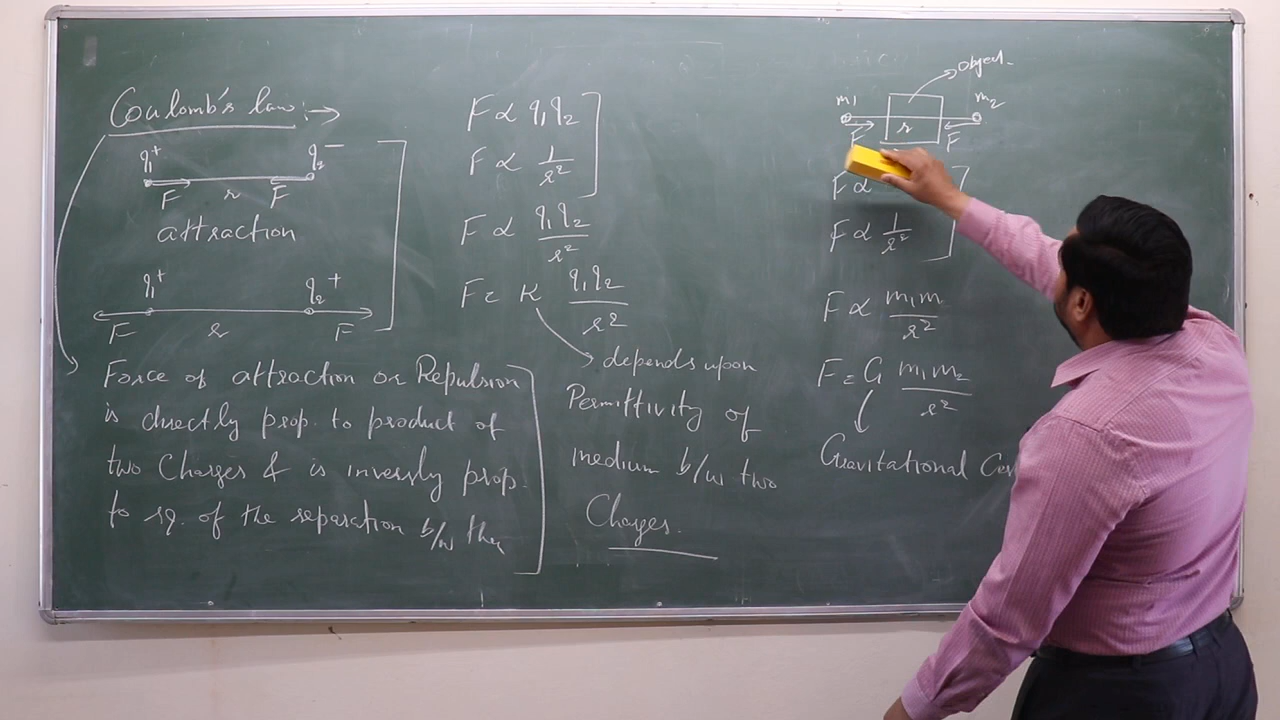 Coulomb's law :→
q1+ q2−
F r F
attraction
q1+ q2+
F r F
Force of attraction or Repulsion
is directly prop. to product of
two Charges & is inversly prop.
to sq. of the separation b/w them
F ∝ q1q2
F ∝ 1/r²
F ∝ q1q2/r²
F = K q1q2/r²
depends upon
Permittivity of
medium b/w two
Charges.
object
m1 m2
r
F F
F ∝
F ∝ 1/r²
F ∝ m1m/r²
F = G m1m2/r²
Gravitational